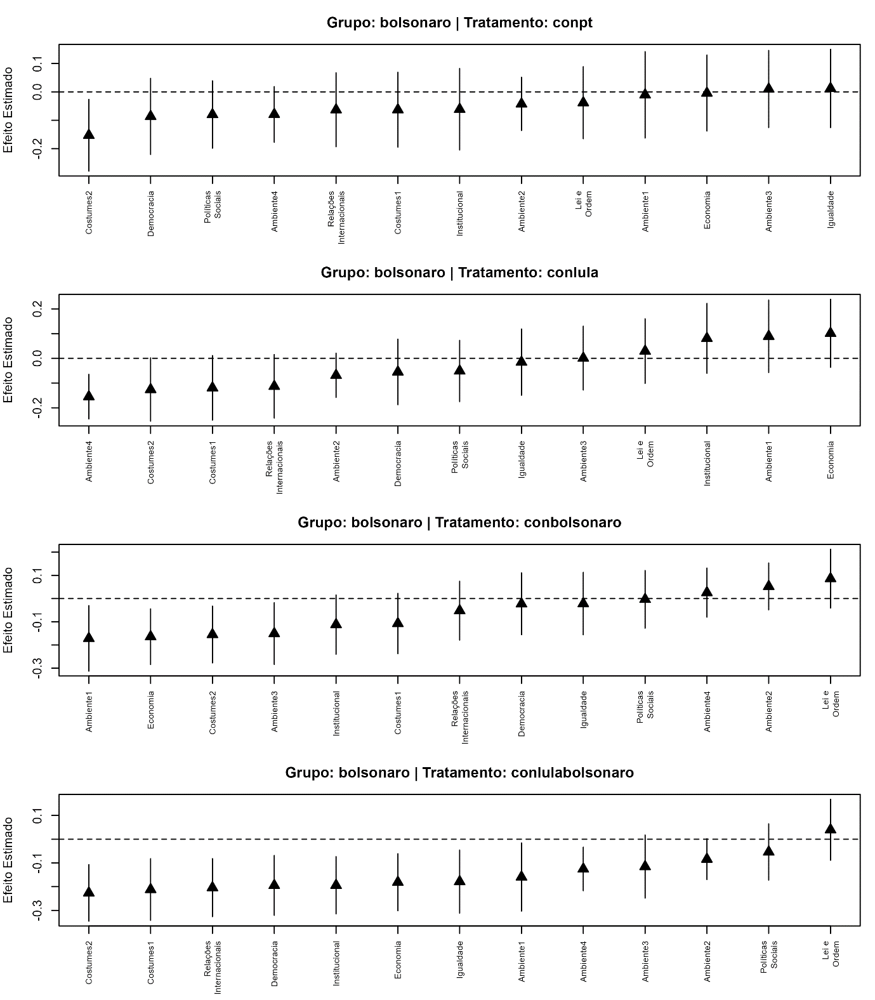 Grupo: bolsonaro | Tratamento: conpt
Efeito Estimado
0.1
0.0
-0.2
Costumes2
Democracia
Políticas
Sociais
Ambiente4
Relações
Internacionais
Costumes1
Institucional
Ambiente2
Lei e
Ordem
Ambiente1
Economia
Ambiente3
Igualdade
Grupo: bolsonaro | Tratamento: conlula
Efeito Estimado
0.2
0.0
-0.2
Ambiente4
Costumes2
Costumes1
Relações
Internacionais
Ambiente2
Democracia
Políticas
Sociais
Igualdade
Ambiente3
Lei e
Ordem
Institucional
Ambiente1
Economia
Grupo: bolsonaro | Tratamento: conbolsonaro
Efeito Estimado
0.1
-0.1
-0.3
Ambiente1
Economia
Costumes2
Ambiente3
Institucional
Costumes1
Relações
Internacionais
Democracia
Igualdade
Políticas
Sociais
Ambiente4
Ambiente2
Lei e
Ordem
Grupo: bolsonaro | Tratamento: conlulabolsonaro
Efeito Estimado
0.1
-0.1
-0.3
Costumes2
Costumes1
Relações
Internacionais
Democracia
Institucional
Economia
Igualdade
Ambiente1
Ambiente4
Ambiente3
Ambiente2
Políticas
Sociais
Lei e
Ordem